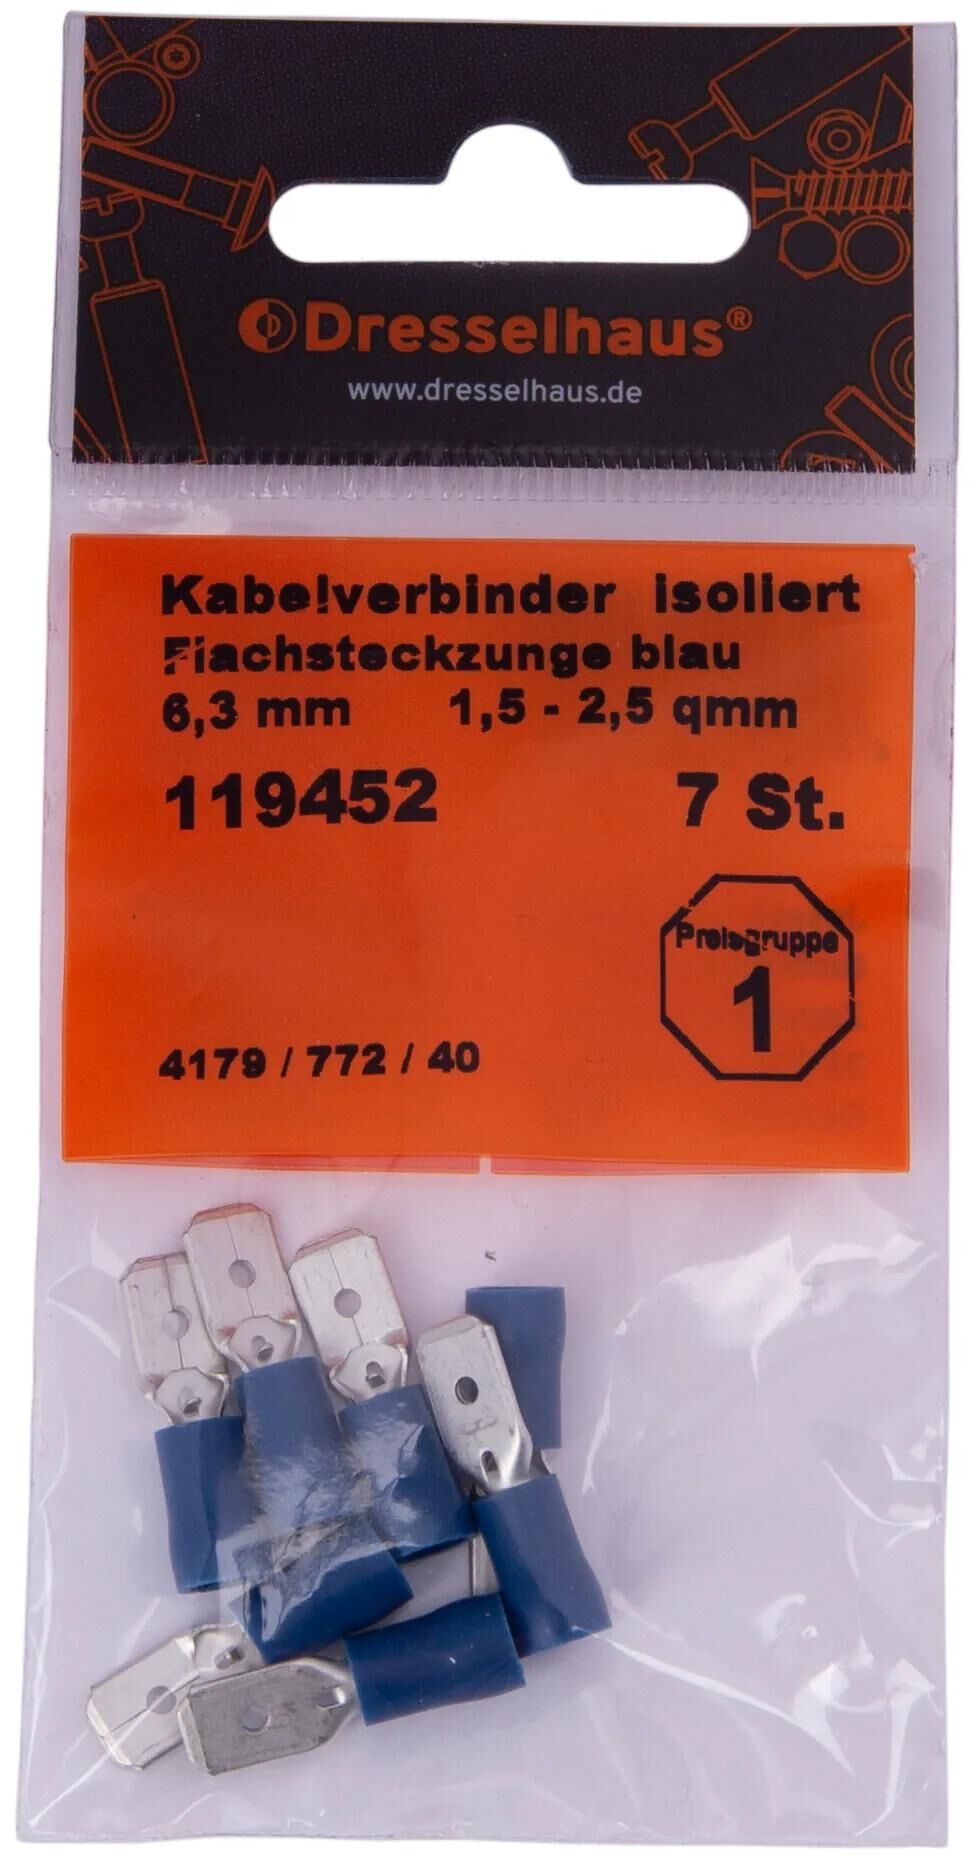 Dresselhaus®
www.dresselhaus.de
Kabelverbinder isoliert
Flachsteckzunge blau
6,3 mm 1,5 - 2,5 qmm
119452 7 St.
Preisgruppe
1
4179 / 772 / 40